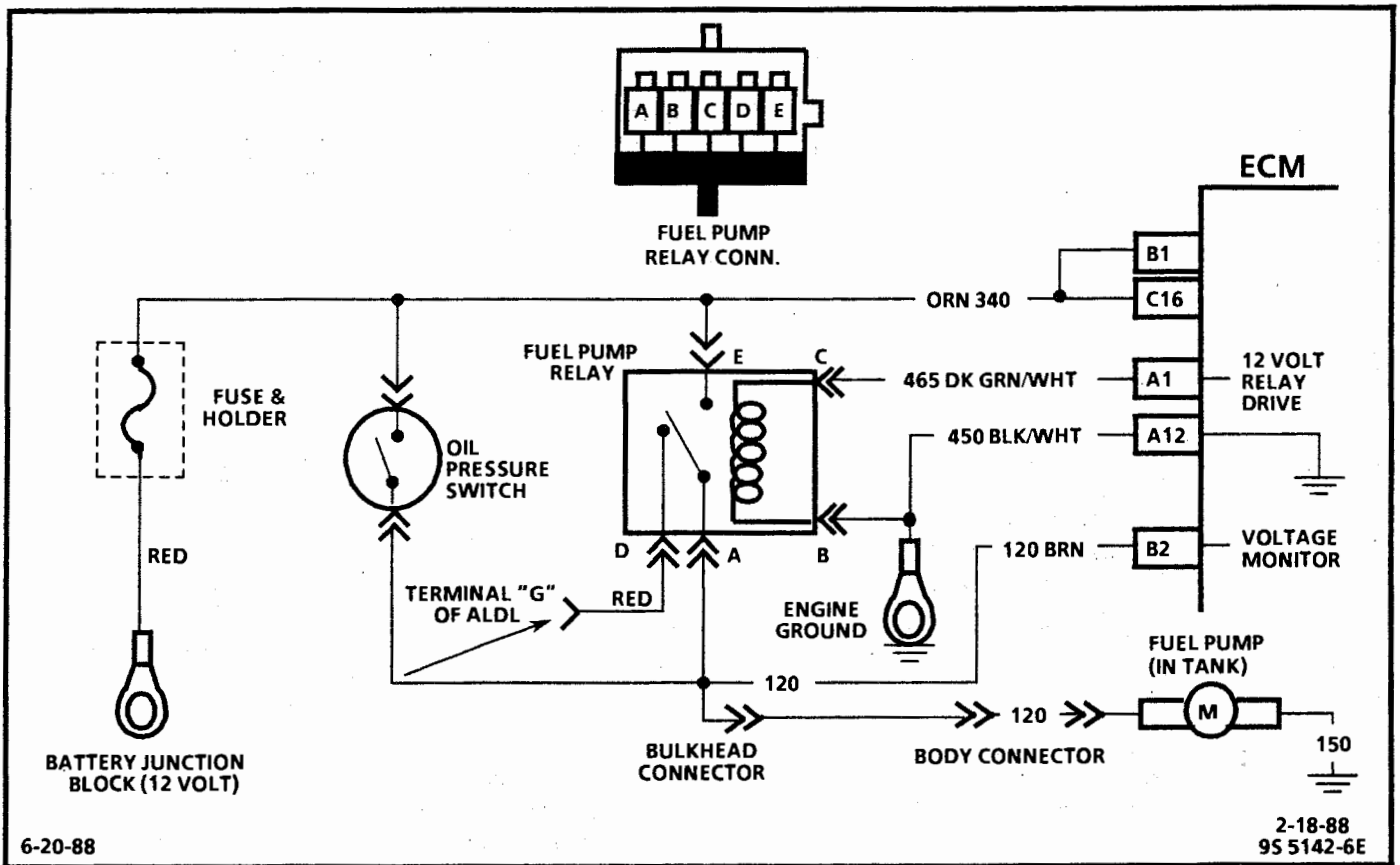 A B C D E
FUEL PUMP
RELAY CONN.
ECM
B1
ORN 340
C16
FUSE &
HOLDER
FUEL PUMP
RELAY
E
C
465 DK GRN/WHT
A1
12 VOLT
RELAY
DRIVE
OIL
PRESSURE
SWITCH
450 BLK/WHT
A12
RED
D
A
B
120 BRN
B2
VOLTAGE
MONITOR
TERMINAL "G"
OF ALDL
RED
ENGINE
GROUND
120
FUEL PUMP
(IN TANK)
M
120
150
BATTERY JUNCTION
BLOCK (12 VOLT)
BULKHEAD
CONNECTOR
BODY CONNECTOR
6-20-88
2-18-88
9S 5142-6E